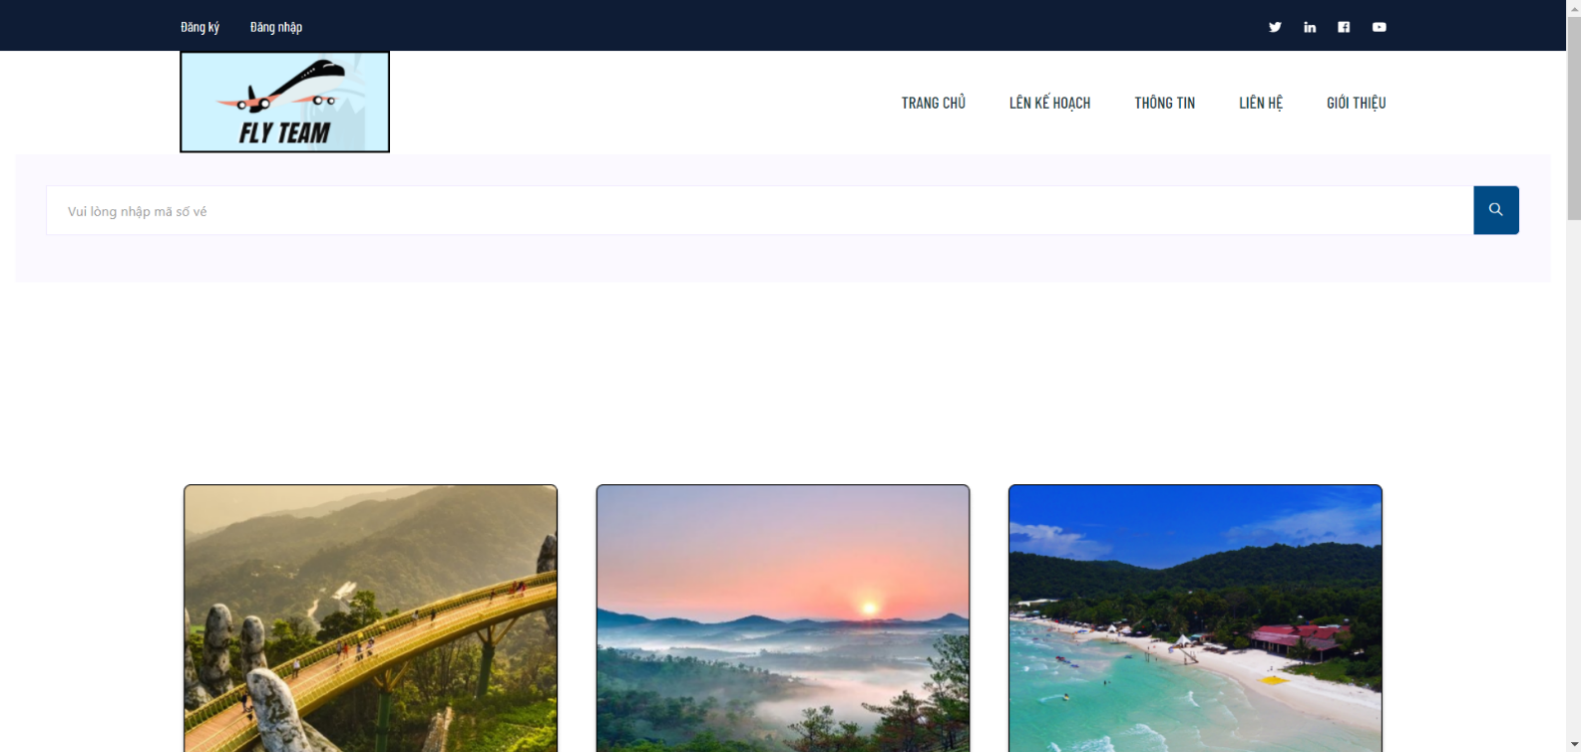 Đăng ký Đăng nhập
FLY TEAM
TRANG CHỦ LÊN KẾ HOẠCH THÔNG TIN LIÊN HỆ GIỚI THIỆU
Vui lòng nhập mã số vé